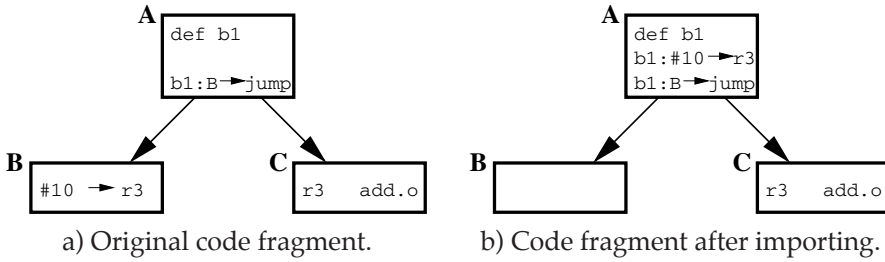 A
def b1
b1:B→jump
B
#10 → r3
C
r3 add.o
a) Original code fragment.
A
def b1
b1:#10→r3
b1:B→jump
B
C
r3 add.o
b) Code fragment after importing.